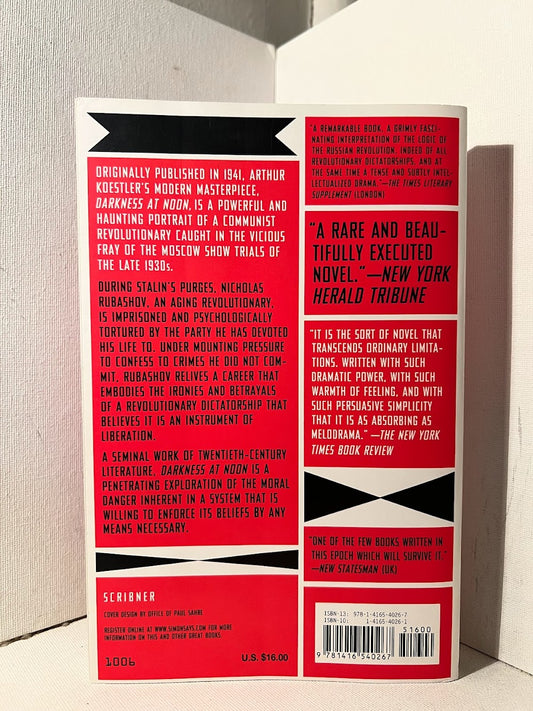 ORIGINALLY PUBLISHED IN 1941, ARTHUR
KOESTLER'S MODERN MASTERPIECE,
DARKNESS AT NOON, IS A POWERFUL AND
HAUNTING PORTRAIT OF A COMMUNIST
REVOLUTIONARY CAUGHT IN THE VICIOUS
FRAY OF THE MOSCOW SHOW TRIALS OF
THE LATE 1930s.
DURING STALIN'S PURGES, NICHOLAS
RUBASHOV, AN AGING REVOLUTIONARY,
IS IMPRISONED AND PSYCHOLOGICALLY
TORTURED BY THE PARTY HE HAS DEVOTED
HIS LIFE TO. UNDER MOUNTING PRESSURE
TO CONFESS TO CRIMES HE DID NOT COM-
MIT, RUBASHOV RELIVES A CAREER THAT
EMBODIES THE IRONIES AND BETRAYALS
OF A REVOLUTIONARY DICTATORSHIP THAT
BELIEVES IT IS AN INSTRUMENT OF
LIBERATION.
A SEMINAL WORK OF TWENTIETH-CENTURY
LITERATURE, DARKNESS AT NOON IS A
PENETRATING EXPLORATION OF THE MORAL
DANGER INHERENT IN A SYSTEM THAT IS
WILLING TO ENFORCE ITS BELIEFS BY ANY
MEANS NECESSARY.
SCRIBNER
COVER DESIGN BY OFFICE OF PAUL SAHRE
REGISTER ONLINE AT WWW.SIMONSAYS.COM FOR MORE
INFORMATION ON THIS AND OTHER GREAT BOOKS.
1006
U.S. $16.00
"A REMARKABLE BOOK, A GRIMLY FASCI-
NATING INTERPRETATION OF THE LOGIC OF
THE RUSSIAN REVOLUTION, INDEED OF ALL
REVOLUTIONARY DICTATORSHIPS, AND AT
THE SAME TIME A TENSE AND SUBTLY INTEL-
LECTUALIZED DRAMA."—THE TIMES LITERARY
SUPPLEMENT (LONDON)
"A RARE AND BEAU-
TIFULLY EXECUTED
NOVEL."—NEW YORK
HERALD TRIBUNE
"IT IS THE SORT OF NOVEL THAT
TRANSCENDS ORDINARY LIMITA-
TIONS. WRITTEN WITH SUCH
DRAMATIC POWER, WITH SUCH
WARMTH OF FEELING, AND WITH
SUCH PERSUASIVE SIMPLICITY
THAT IT IS AS ABSORBING AS
MELODRAMA." —THE NEW YORK
TIMES BOOK REVIEW
"ONE OF THE FEW BOOKS WRITTEN IN
THIS EPOCH WHICH WILL SURVIVE IT."
—NEW STATESMAN (UK)
ISBN-13: 978-1-4165-4026-7
ISBN-10: 1-4165-4026-1
51600
9 781416 540267